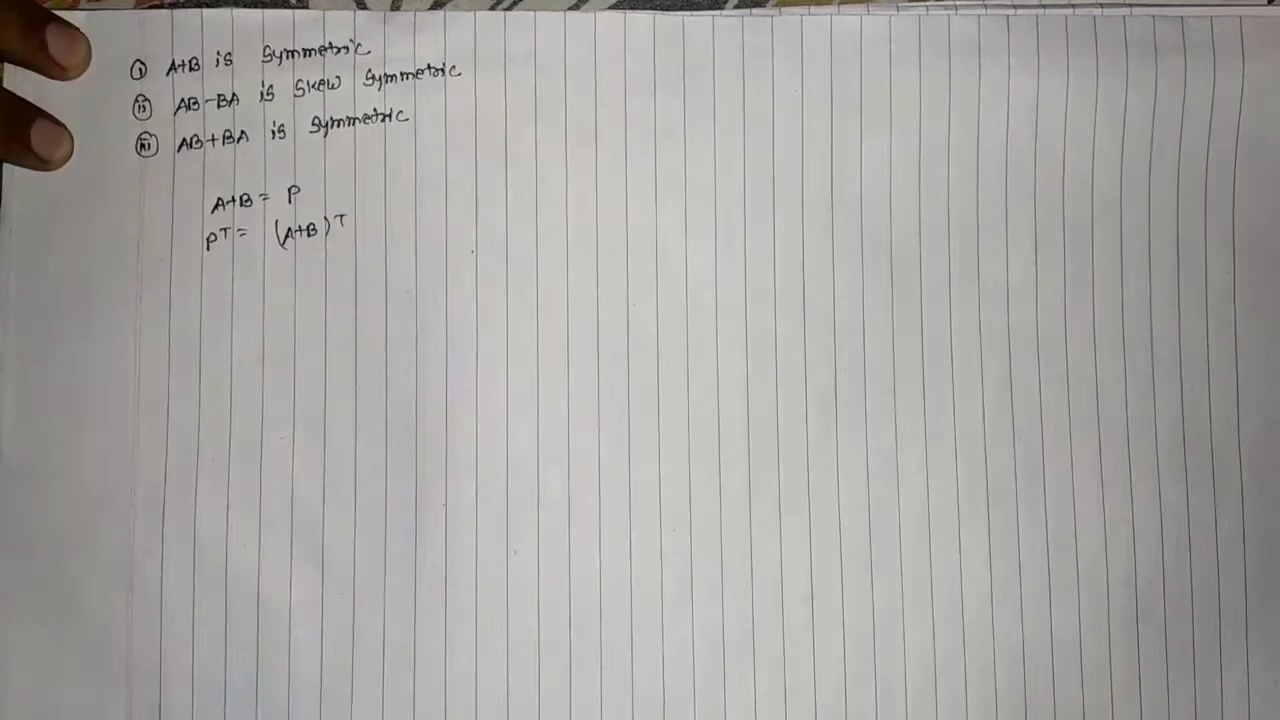 (i) A+B is Symmetric
(ii) AB-BA is Skew Symmetric
(iii) AB+BA is Symmetric
A+B = P
P^T = (A+B)^T